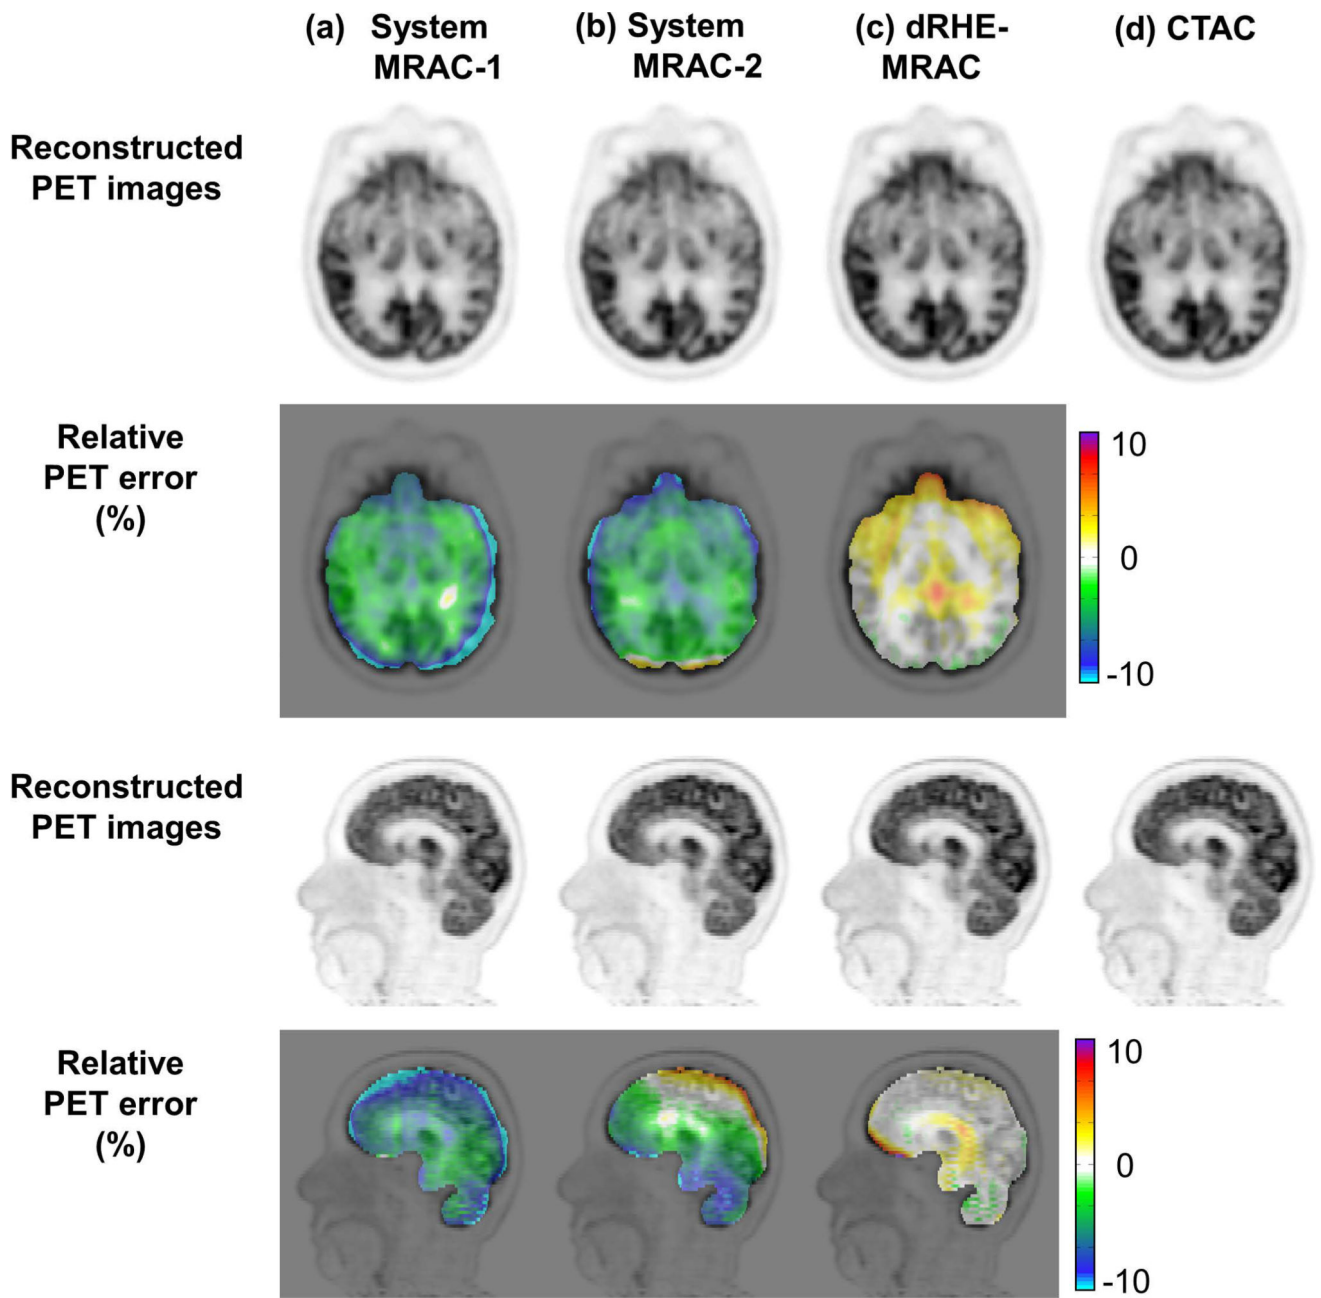 (a) System
MRAC-1
(b) System
MRAC-2
(c) dRHE-
MRAC
(d) CTAC
Reconstructed
PET images
Relative
PET error
(%)
10
0
-10
Reconstructed
PET images
Relative
PET error
(%)
10
0
-10